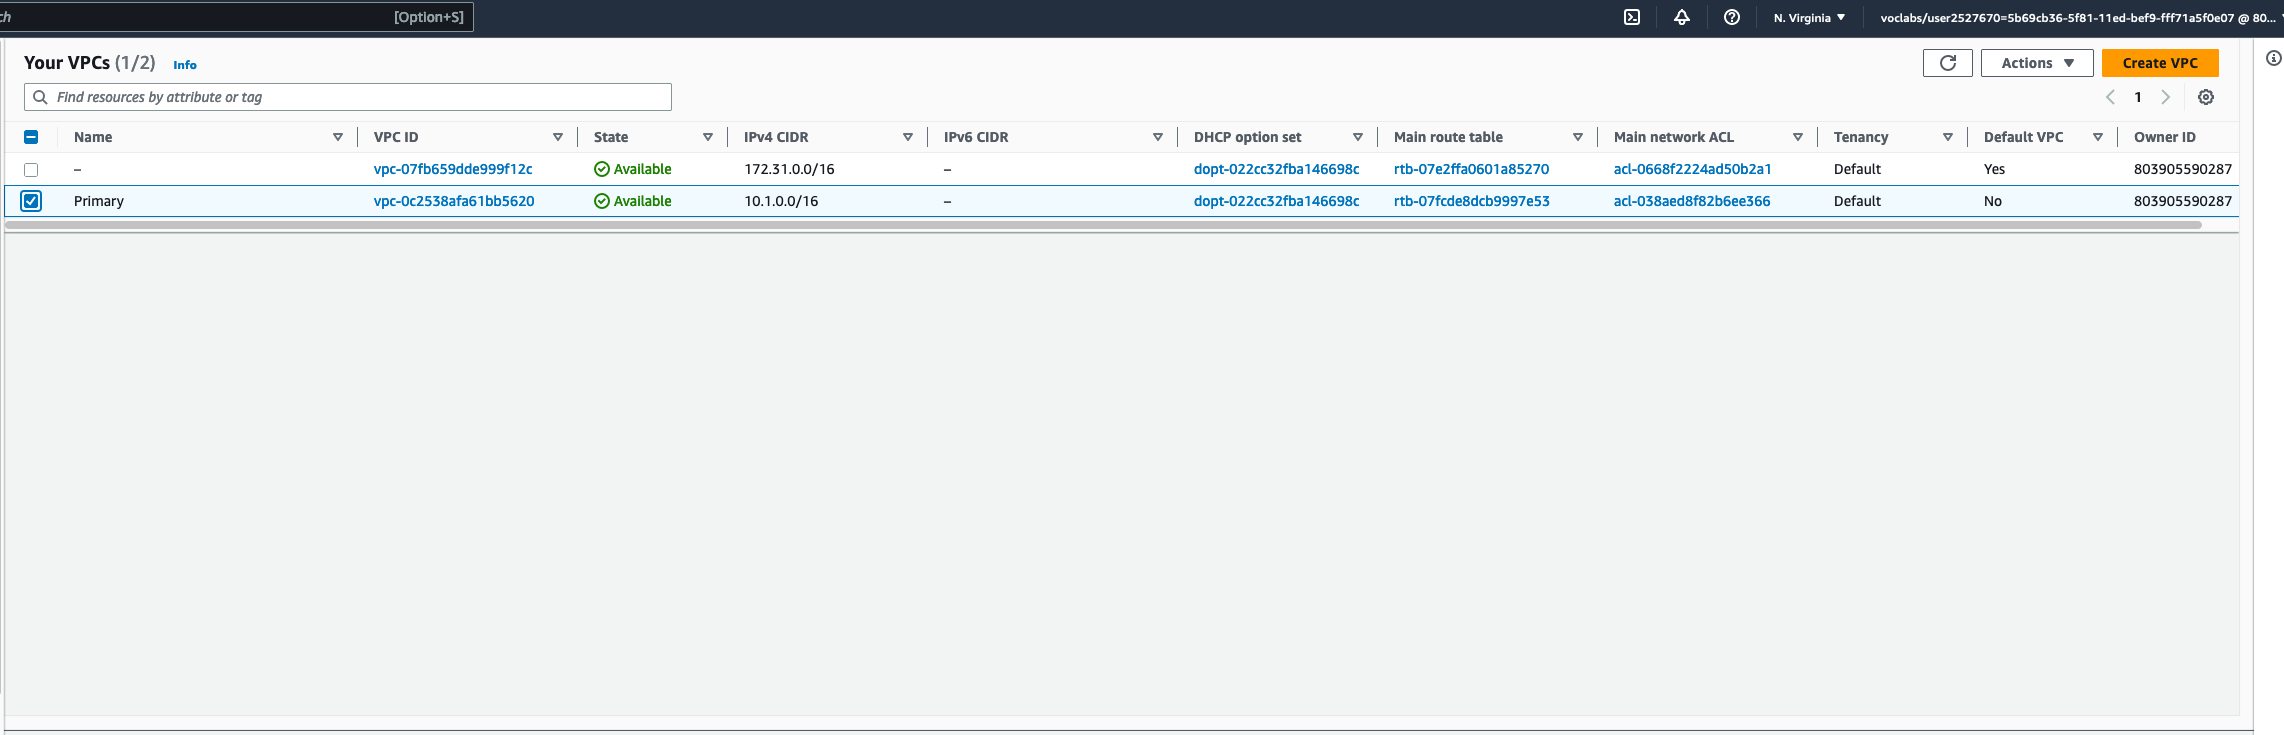 ch [Option+S] N. Virginia ▼ voclabs/user2527670=5b69cb36-5f81-11ed-bef9-fff71a5f0e07 @ 80...
Your VPCs (1/2) Info Actions ▼ Create VPC
Find resources by attribute or tag 1
Name VPC ID State IPv4 CIDR IPv6 CIDR DHCP option set Main route table Main network ACL Tenancy Default VPC Owner ID
– vpc-07fb659dde999f12c Available 172.31.0.0/16 – dopt-022cc32fba146698c rtb-07e2ffa0601a85270 acl-0668f2224ad50b2a1 Default Yes 803905590287
Primary vpc-0c2538afa61bb5620 Available 10.1.0.0/16 – dopt-022cc32fba146698c rtb-07fcde8dcb9997e53 acl-038aed8f82b6ee366 Default No 803905590287